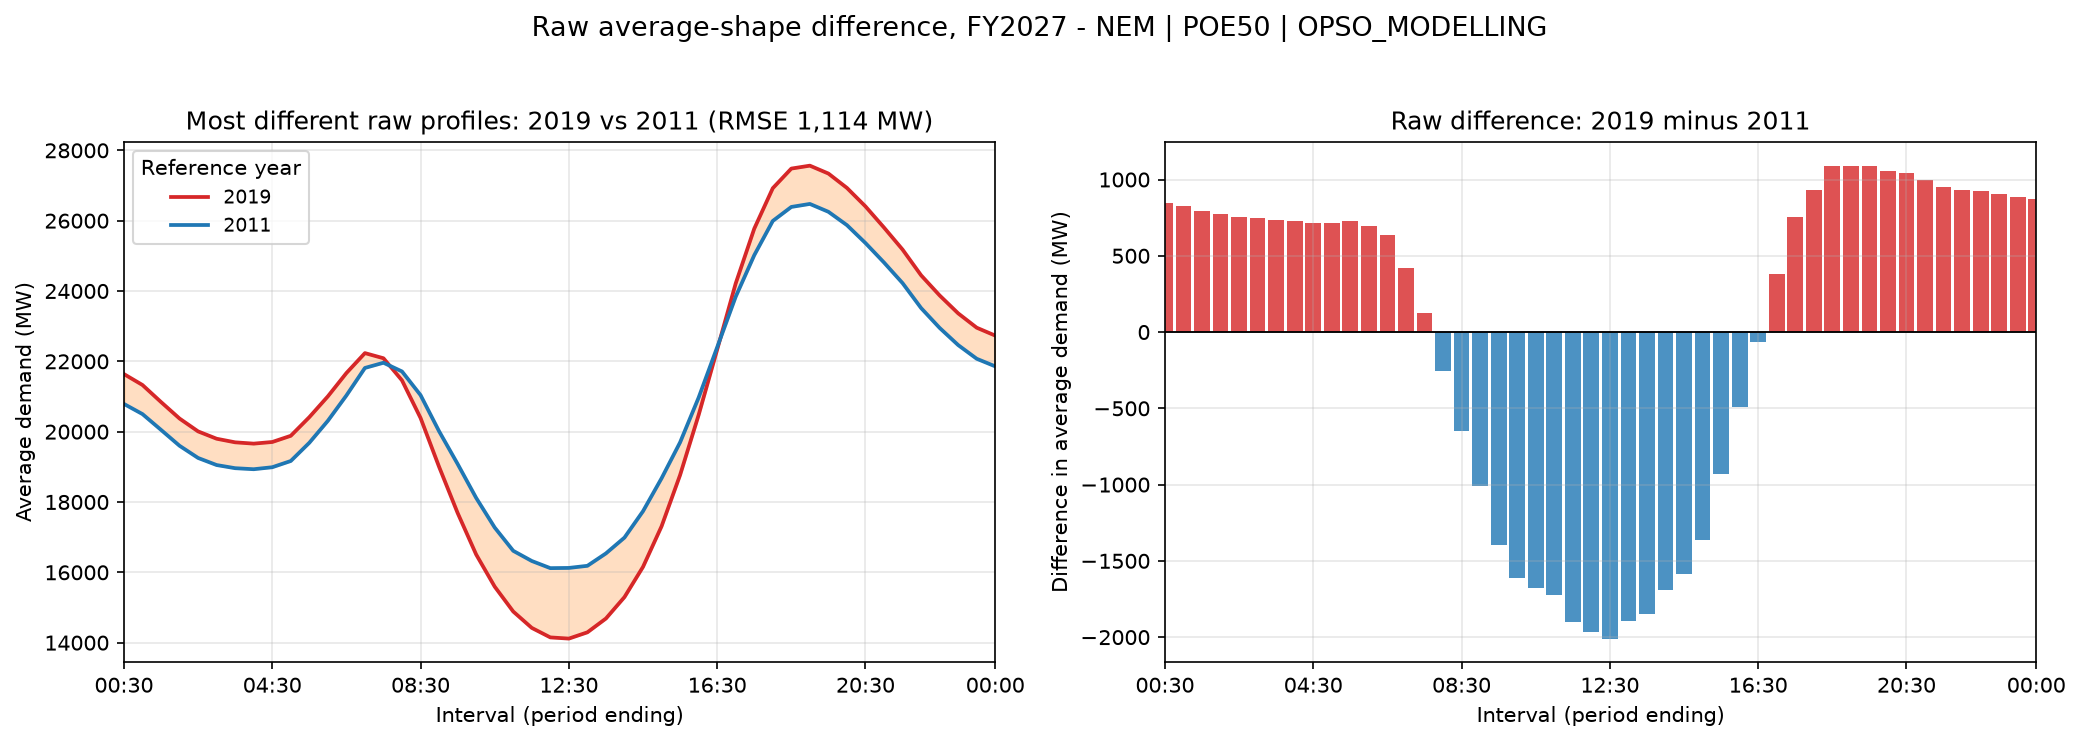 Raw average-shape difference, FY2027 - NEM | POE50 | OPSO_MODELLING
Most different raw profiles: 2019 vs 2011 (RMSE 1,114 MW)
Reference year
2019
2011
Average demand (MW)
28000
26000
24000
22000
20000
18000
16000
14000
00:30 04:30 08:30 12:30 16:30 20:30 00:00
Interval (period ending)
Raw difference: 2019 minus 2011
Difference in average demand (MW)
1000
500
0
−500
−1000
−1500
−2000
00:30 04:30 08:30 12:30 16:30 20:30 00:00
Interval (period ending)